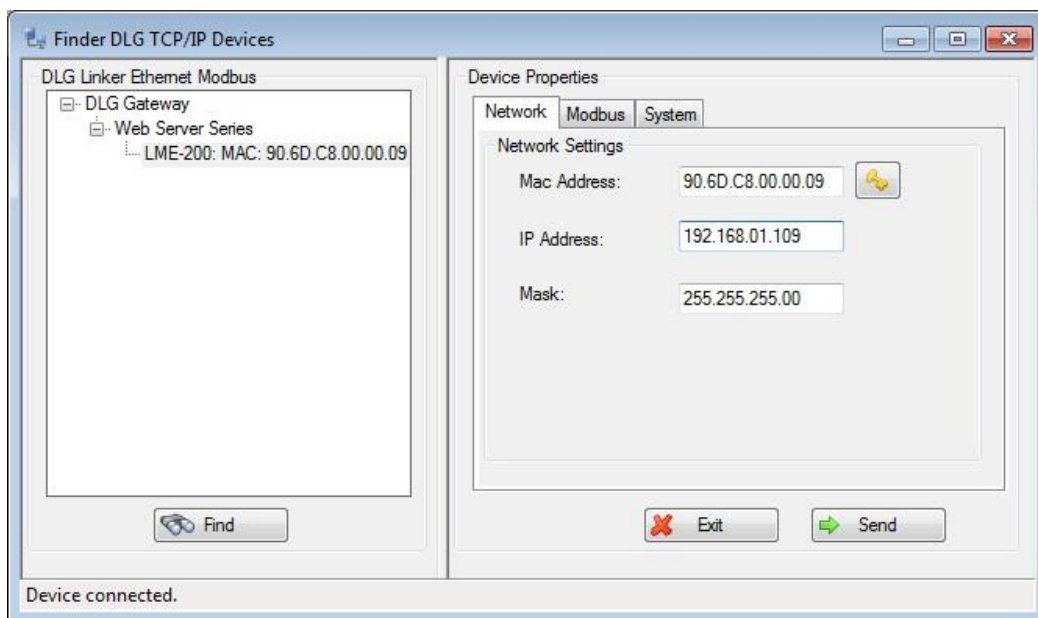 Finder DLG TCP/IP Devices
DLG Linker Ethernet Modbus
DLG Gateway
Web Server Series
LME-200: MAC: 90.6D.C8.00.00.09
Find
Device Properties
Network Modbus System
Network Settings
Mac Address: 90.6D.C8.00.00.09
IP Address: 192.168.01.109
Mask: 255.255.255.00
Exit Send
Device connected.